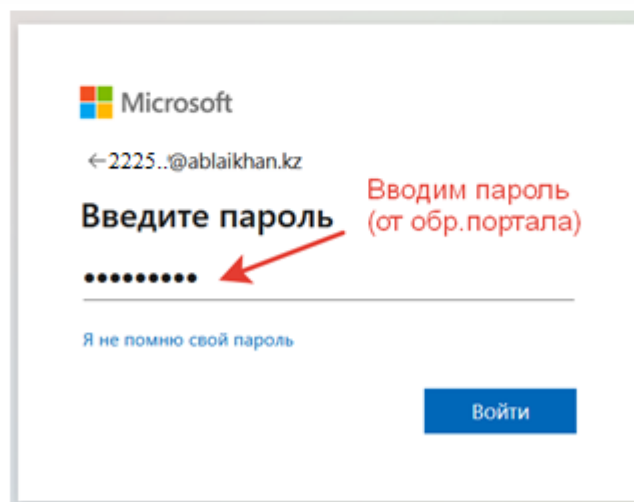 Microsoft
←2225..@ablaikhan.kz
Введите пароль
Вводим пароль
(от обр.портала)
•••••••••
Я не помню свой пароль
Войти